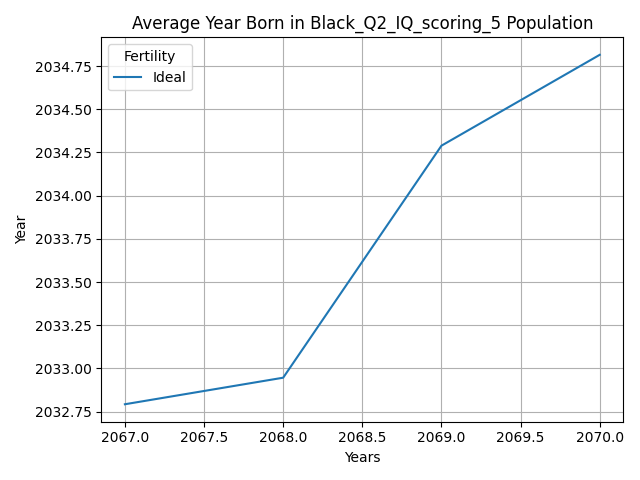 Average Year Born in Black_Q2_IQ_scoring_5 Population
Fertility
Ideal
2034.75
2034.50
2034.25
2034.00
2033.75
2033.50
2033.25
2033.00
2032.75
Year
2067.0 2067.5 2068.0 2068.5 2069.0 2069.5 2070.0
Years